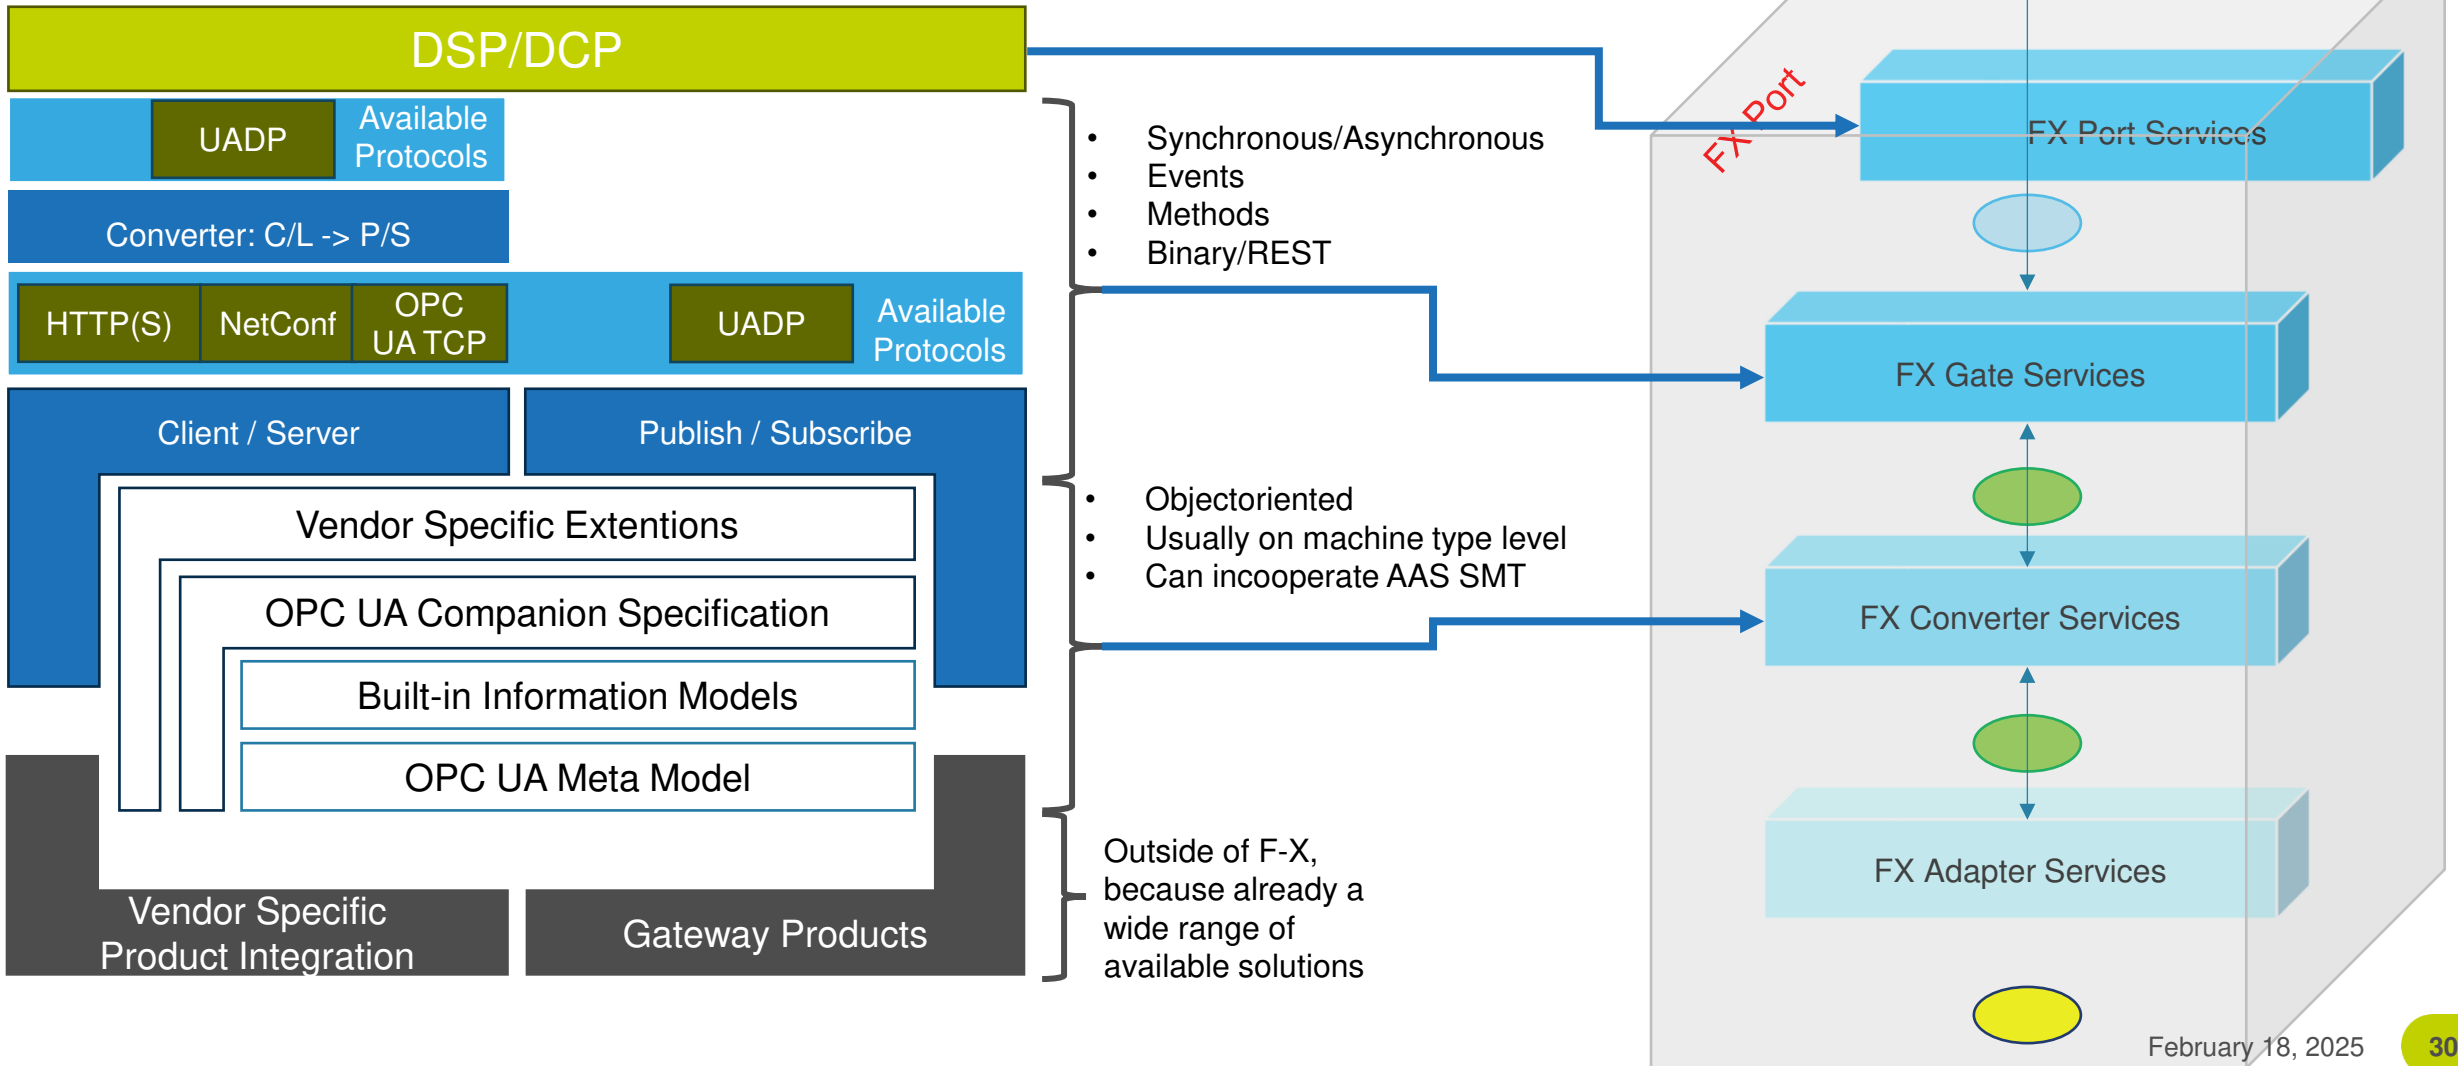 DSP/DCP
UADP
Available
Protocols
Converter: C/L -> P/S
HTTP(S)
NetConf
OPC
UA TCP
UADP
Available
Protocols
Client / Server
Publish / Subscribe
Vendor Specific Extentions
OPC UA Companion Specification
Built-in Information Models
OPC UA Meta Model
Vendor Specific
Product Integration
Gateway Products
• Synchronous/Asynchronous
• Events
• Methods
• Binary/REST
• Objectoriented
• Usually on machine type level
• Can incooperate AAS SMT
Outside of F-X,
because already a
wide range of
available solutions
FX Port
FX Port Services
FX Gate Services
FX Converter Services
FX Adapter Services
February 18, 2025
30